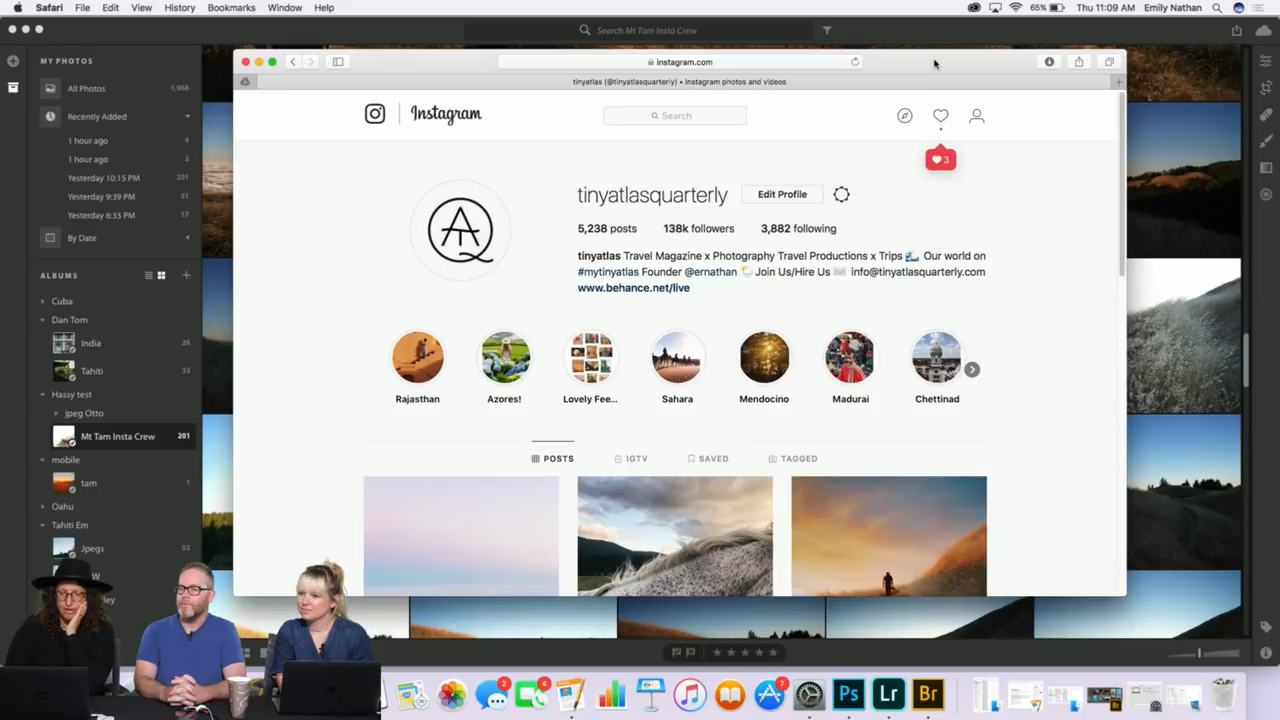 Safari File Edit View History Bookmarks Window Help
65% Thu 11:09 AM Emily Nathan
Search Mt Tam Insta Crew
MY PHOTOS
All Photos 1,968
Recently Added
1 hour ago 4
1 hour ago 2
Yesterday 10:15 PM 201
Yesterday 9:39 PM 51
Yesterday 6:33 PM 17
By Date
ALBUMS
Cuba
Dan Tom
India 26
Tahiti 33
Hassy test
jpeg Otto
Mt Tam Insta Crew 201
mobile
tam 1
Oahu
Tahiti Em
Jpegs 53
instagram.com
tinyatlas (@tinyatlasquarterly) • Instagram photos and videos
Instagram
Search
3
tinyatlasquarterly Edit Profile
5,238 posts 138k followers 3,882 following
tinyatlas Travel Magazine x Photography Travel Productions x Trips 🌊 Our world on
#mytinyatlas Founder @ernathan 🌦 Join Us/Hire Us ✉️ info@tinyatlasquarterly.com
www.behance.net/live
Rajasthan Azores! Lovely Fee... Sahara Mendocino Madurai Chettinad
POSTS IGTV SAVED TAGGED
2 4 7 Ps Lr Br